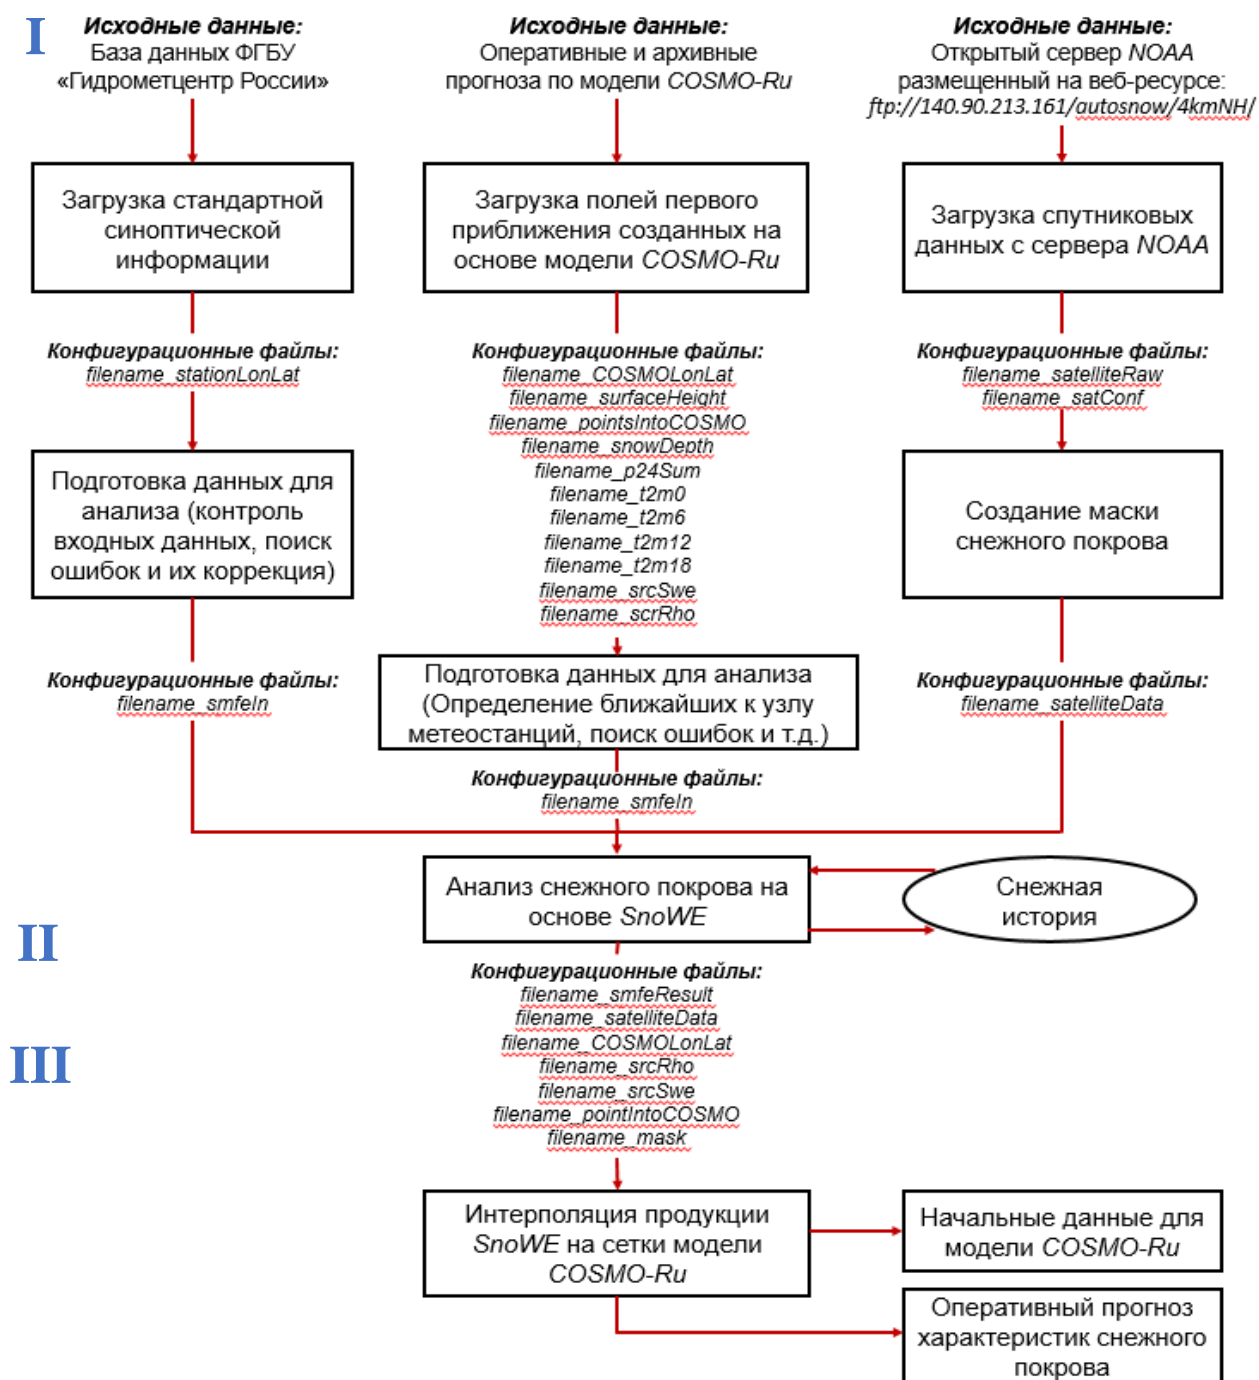 I
Исходные данные:
База данных ФГБУ
«Гидрометцентр России»
Исходные данные:
Оперативные и архивные
прогноза по модели COSMO-Ru
Исходные данные:
Открытый сервер NOAA
размещенный на веб-ресурсе:
ftp://140.90.213.161/autosnow/4kmNH/
Загрузка стандартной
синоптической
информации
Загрузка полей первого
приближения созданных на
основе модели COSMO-Ru
Загрузка спутниковых
данных с сервера NOAA
Конфигурационные файлы:
filename_stationLonLat
Конфигурационные файлы:
filename_COSMOLonLat
filename_surfaceHeight
filename_pointsIntoCOSMO
filename_snowDepth
filename_p24Sum
filename_t2m0
filename_t2m6
filename_t2m12
filename_t2m18
filename_srcSwe
filename_scrRho
Конфигурационные файлы:
filename_satelliteRaw
filename_satConf
Подготовка данных для
анализа (контроль
входных данных, поиск
ошибок и их коррекция)
Создание маски
снежного покрова
Конфигурационные файлы:
filename_smfeIn
Подготовка данных для анализа
(Определение ближайших к узлу
метеостанций, поиск ошибок и т.д.)
Конфигурационные файлы:
filename_satelliteData
Конфигурационные файлы:
filename_smfeIn
Анализ снежного покрова на
основе SnoWE
Снежная
история
II
Конфигурационные файлы:
filename_smfeResult
filename_satelliteData
filename_COSMOLonLat
filename_srcRho
filename_srcSwe
filename_pointIntoCOSMO
filename_mask
III
Интерполяция продукции
SnoWE на сетки модели
COSMO-Ru
Начальные данные для
модели COSMO-Ru
Оперативный прогноз
характеристик снежного
покрова